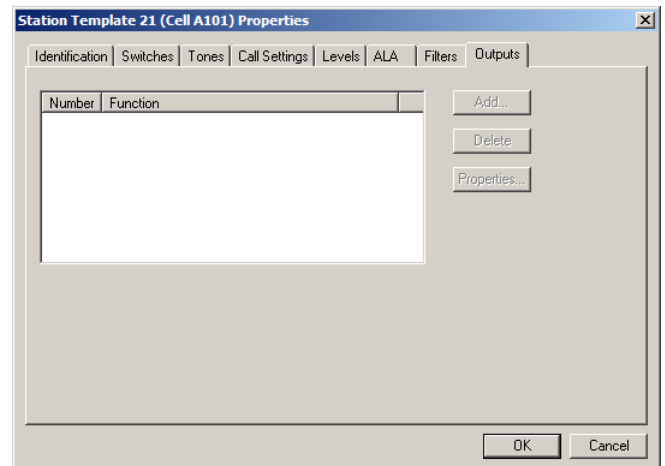 Station Template 21 (Cell A101) Properties
Identification Switches Tones Call Settings Levels ALA Filters Outputs
Number Function
Add...
Delete
Properties...
OK Cancel